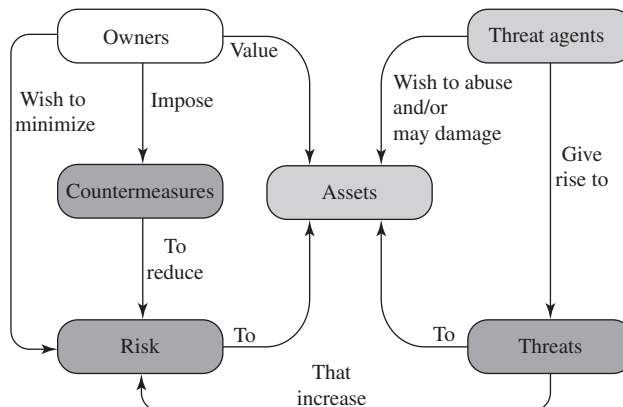 Owners
Value
Threat agents
Wish to
minimize
Impose
Wish to abuse
and/or
may damage
Give
rise to
Countermeasures
Assets
To
reduce
Risk
To
To
Threats
That
increase